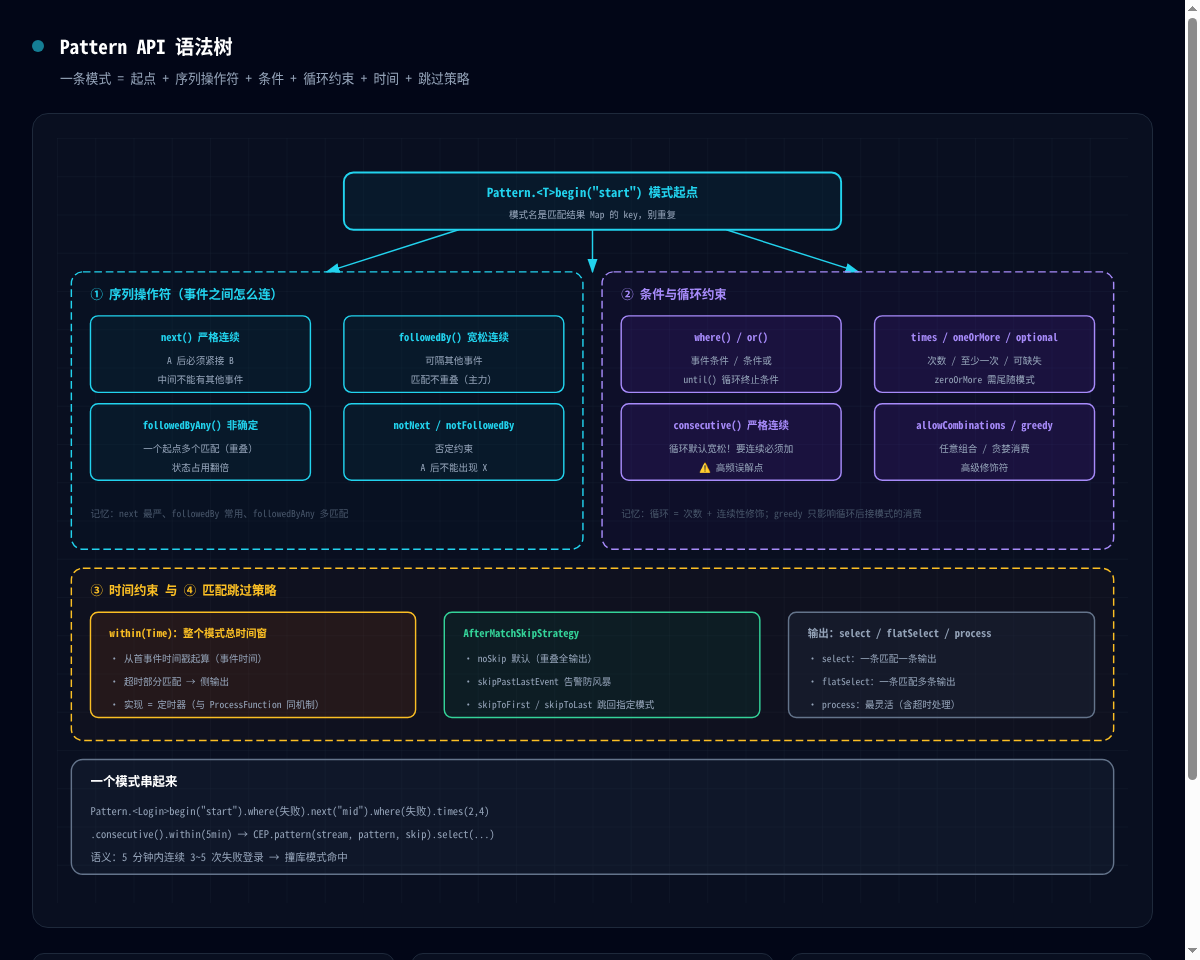 Pattern API 语法树
一条模式 = 起点 + 序列操作符 + 条件 + 循环约束 + 时间 + 跳过策略
Pattern.<T>begin("start") 模式起点
模式名是匹配结果 Map 的 key，别重复
① 序列操作符（事件之间怎么连）
next() 严格连续
A 后必须紧接 B
中间不能有其他事件
followedBy() 宽松连续
可隔其他事件
匹配不重叠（主力）
followedByAny() 非确定
一个起点多个匹配（重叠）
状态占用翻倍
notNext / notFollowedBy
否定约束
A 后不能出现 X
记忆：next 最严、followedBy 常用、followedByAny 多匹配
② 条件与循环约束
where() / or()
事件条件 / 条件或
until() 循环终止条件
times / oneOrMore / optional
次数 / 至少一次 / 可缺失
zeroOrMore 需尾随模式
consecutive() 严格连续
循环默认宽松！要连续必须加
⚠️ 高频误解点
allowCombinations / greedy
任意组合 / 贪婪消费
高级修饰符
记忆：循环 = 次数 + 连续性修饰；greedy 只影响循环后接模式的消费
③ 时间约束 与 ④ 匹配跳过策略
within(Time)：整个模式总时间窗
• 从首事件时间戳起算（事件时间）
• 超时部分匹配 → 侧输出
• 实现 = 定时器（与 ProcessFunction 同机制）
AfterMatchSkipStrategy
• noSkip 默认（重叠全输出）
• skipPastLastEvent 告警防风暴
• skipToFirst / skipToLast 跳回指定模式
输出：select / flatSelect / process
• select：一条匹配一条输出
• flatSelect：一条匹配多条输出
• process：最灵活（含超时处理）
一个模式串起来
Pattern.<Login>begin("start").where(失败).next("mid").where(失败).times(2,4)
.consecutive().within(5min) → CEP.pattern(stream, pattern, skip).select(...)
语义：5 分钟内连续 3~5 次失败登录 → 撞库模式命中